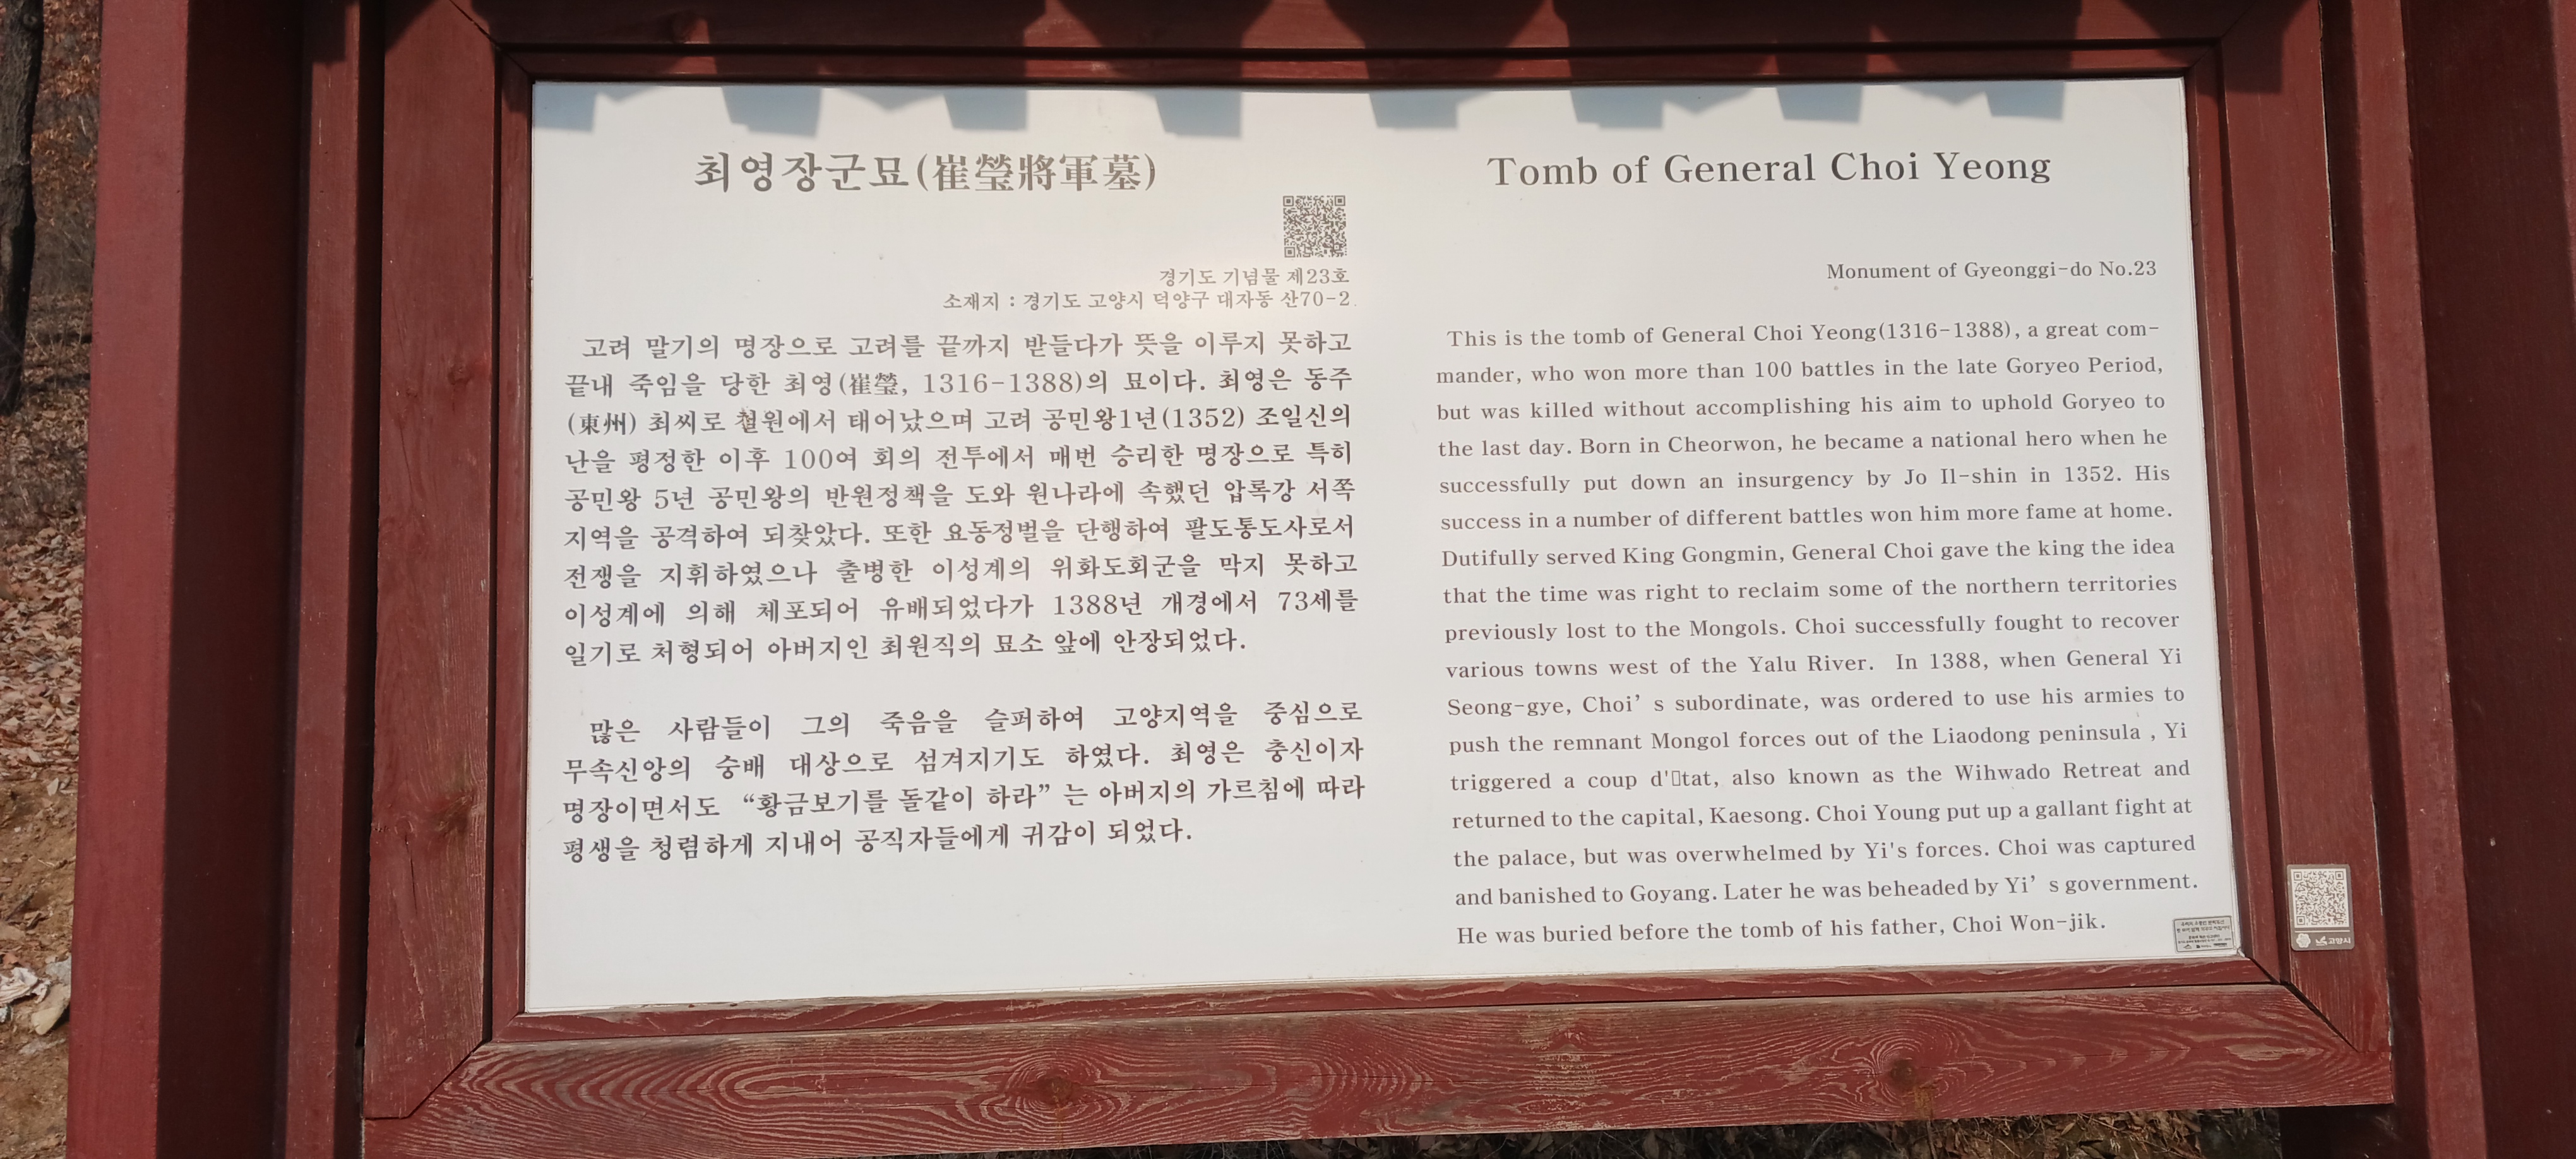 최영장군묘(崔瑩將軍墓)
경기도 기념물 제23호
소재지 : 경기도 고양시 덕양구 대자동 산70-2
고려 말기의 명장으로 고려를 끝까지 받들다가 뜻을 이루지 못하고
끝내 죽임을 당한 최영(崔瑩, 1316-1388)의 묘이다. 최영은 동주
(東州) 최씨로 철원에서 태어났으며 고려 공민왕1년(1352) 조일신의
난을 평정한 이후 100여 회의 전투에서 매번 승리한 명장으로 특히
공민왕 5년 공민왕의 반원정책을 도와 원나라에 속했던 압록강 서쪽
지역을 공격하여 되찾았다. 또한 요동정벌을 단행하여 팔도통도사로서
전쟁을 지휘하였으나 출병한 이성계의 위화도회군을 막지 못하고
이성계에 의해 체포되어 유배되었다가 1388년 개경에서 73세를
일기로 처형되어 아버지인 최원직의 묘소 앞에 안장되었다.
많은 사람들이 그의 죽음을 슬퍼하여 고양지역을 중심으로
무속신앙의 숭배 대상으로 섬겨지기도 하였다. 최영은 충신이자
명장이면서도 “황금보기를 돌같이 하라” 는 아버지의 가르침에 따라
평생을 청렴하게 지내어 공직자들에게 귀감이 되었다.
Tomb of General Choi Yeong
Monument of Gyeonggi-do No.23
This is the tomb of General Choi Yeong(1316-1388), a great com-
mander, who won more than 100 battles in the late Goryeo Period,
but was killed without accomplishing his aim to uphold Goryeo to
the last day. Born in Cheorwon, he became a national hero when he
successfully put down an insurgency by Jo Il-shin in 1352. His
success in a number of different battles won him more fame at home.
Dutifully served King Gongmin, General Choi gave the king the idea
that the time was right to reclaim some of the northern territories
previously lost to the Mongols. Choi successfully fought to recover
various towns west of the Yalu River. In 1388, when General Yi
Seong-gye, Choi’ s subordinate, was ordered to use his armies to
push the remnant Mongol forces out of the Liaodong peninsula , Yi
triggered a coup d'▯tat, also known as the Wihwado Retreat and
returned to the capital, Kaesong. Choi Young put up a gallant fight at
the palace, but was overwhelmed by Yi's forces. Choi was captured
and banished to Goyang. Later he was beheaded by Yi’ s government.
He was buried before the tomb of his father, Choi Won-jik.
고양시